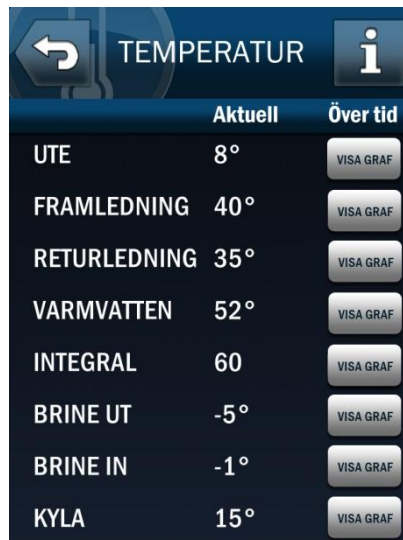 TEMPERATUR i
Aktuell Över tid
UTE 8° VISA GRAF
FRAMLEDNING 40° VISA GRAF
RETURLEDNING 35° VISA GRAF
VARMVATTEN 52° VISA GRAF
INTEGRAL 60 VISA GRAF
BRINE UT -5° VISA GRAF
BRINE IN -1° VISA GRAF
KYLA 15° VISA GRAF